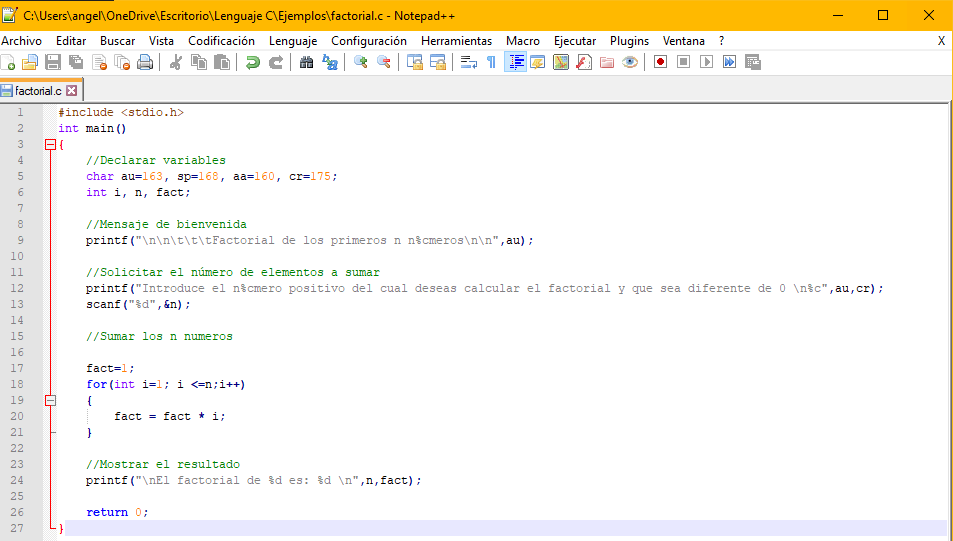 C:\Users\angel\OneDrive\Escritorio\Lenguaje C\Ejemplos\factorial.c - Notepad++
Archivo Editar Buscar Vista Codificación Lenguaje Configuración Herramientas Macro Ejecutar Plugins Ventana ? X
factorial.c
1 #include <stdio.h>
2 int main()
3 {
4 //Declarar variables
5 char au=163, sp=168, aa=160, cr=175;
6 int i, n, fact;
7
8 //Mensaje de bienvenida
9 printf("\n\n\t\t\tFactorial de los primeros n n%cmeros\n\n",au);
10
11 //Solicitar el número de elementos a sumar
12 printf("Introduce el n%cmero positivo del cual deseas calcular el factorial y que sea diferente de 0 \n%c",au,cr);
13 scanf("%d",&n);
14
15 //Sumar los n numeros
16
17 fact=1;
18 for(int i=1; i <=n;i++)
19 {
20 fact = fact * i;
21 }
22
23 //Mostrar el resultado
24 printf("\nEl factorial de %d es: %d \n",n,fact);
25
26 return 0;
27 }